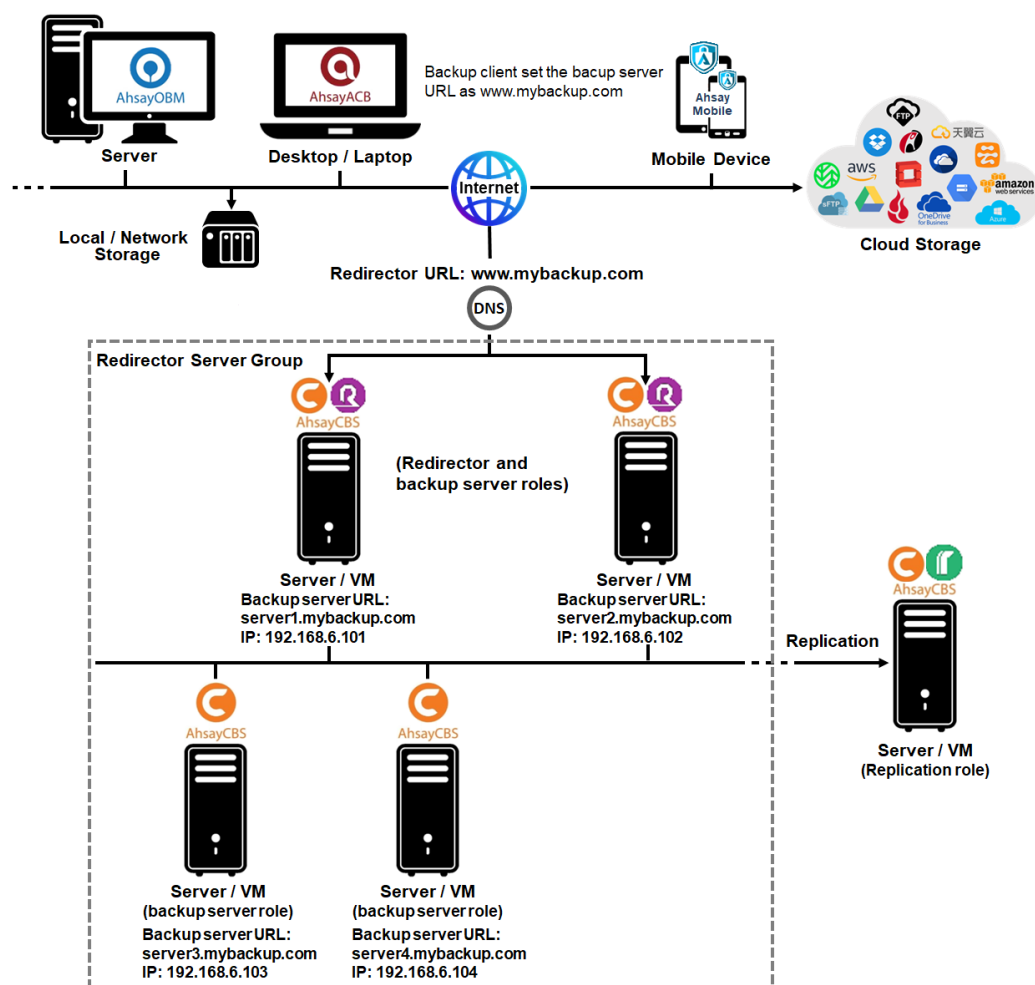 AhsayOBM
AhsayACB
Backup client set the bacup server
URL as www.mybackup.com
Ahsay
Mobile
FTP
天翼云
aws
amazon
web services
sFTP
OneDrive
for Business
Azure
Server
Desktop / Laptop
Internet
Mobile Device
Cloud Storage
Local / Network
Storage
Redirector URL: www.mybackup.com
DNS
Redirector Server Group
AhsayCBS
AhsayCBS
(Redirector and
backup server roles)
Server / VM
Backup server URL:
server1.mybackup.com
IP: 192.168.6.101
Server / VM
Backup server URL:
server2.mybackup.com
IP: 192.168.6.102
AhsayCBS
Replication
Server / VM
(Replication role)
AhsayCBS
AhsayCBS
Server / VM
(backup server role)
Backup server URL:
server3.mybackup.com
IP: 192.168.6.103
Server / VM
(backup server role)
Backup server URL:
server4.mybackup.com
IP: 192.168.6.104